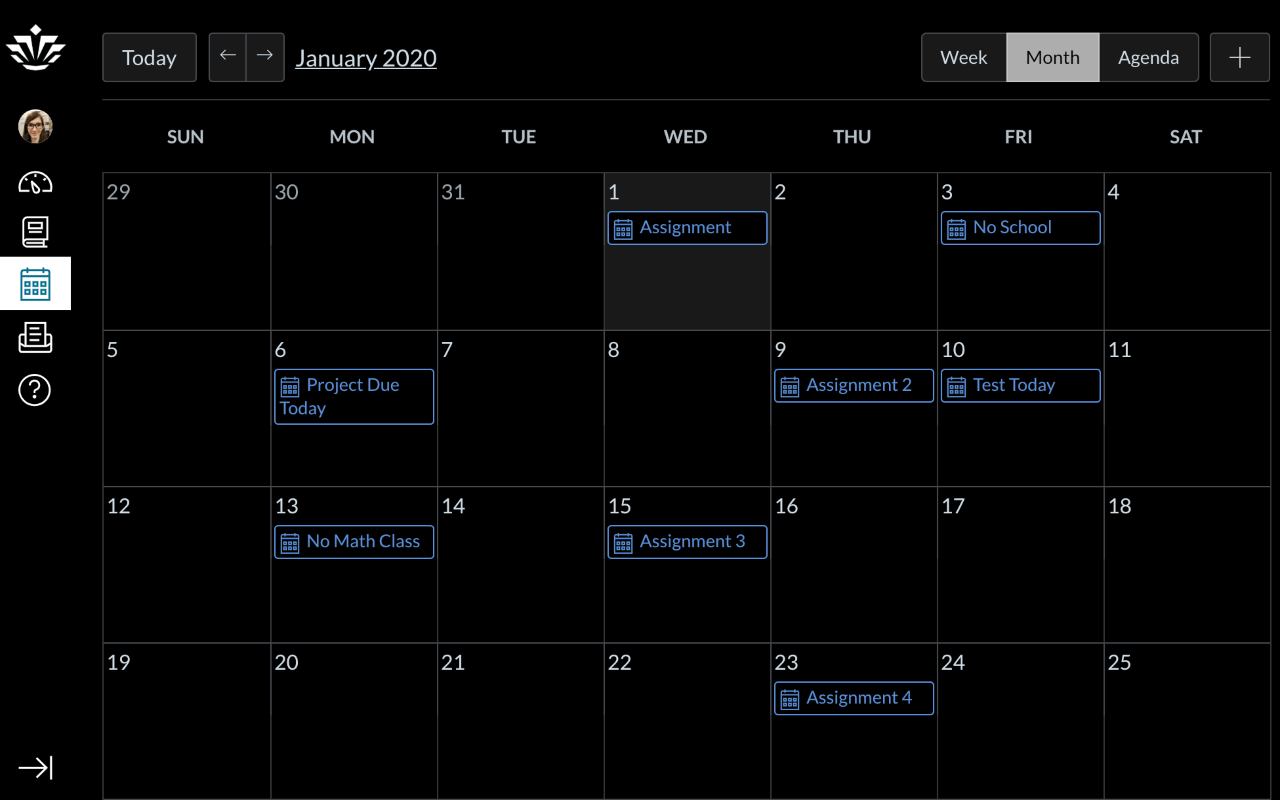 Today ← → January 2020 Week Month Agenda +
SUN MON TUE WED THU FRI SAT
29 30 31 1 2 3 4
Assignment No School
5 6 7 8 9 10 11
Project Due Assignment 2 Test Today
Today
12 13 14 15 16 17 18
No Math Class Assignment 3
19 20 21 22 23 24 25
Assignment 4